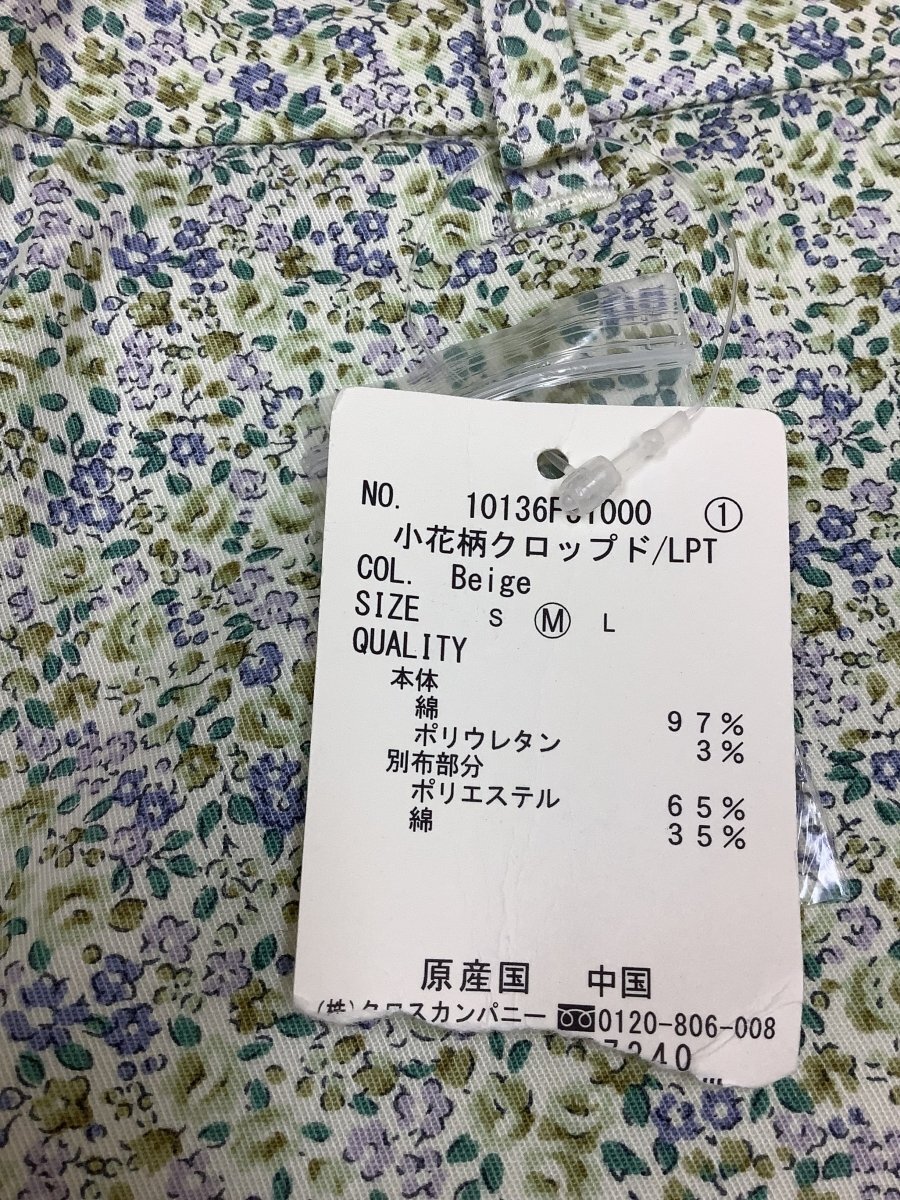 NO. ①
小花柄クロップド/LPT
COL. Beige
SIZE S Ⓜ L
QUALITY
本体
綿 97%
ポリウレタン 3%
別布部分
ポリエステル 65%
綿 35%
原産国 中国
(株)クロスカンパニー 0120-806-008